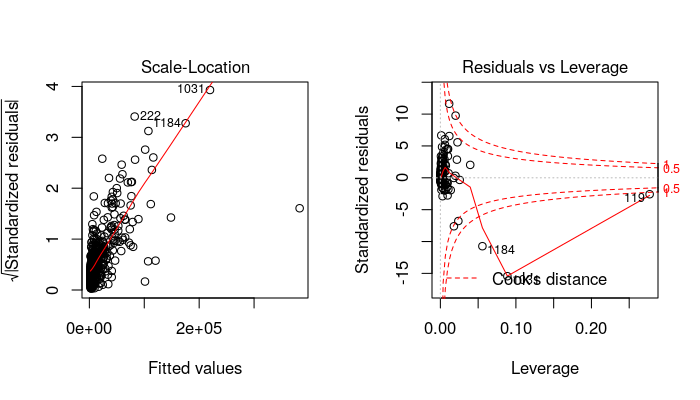 Scale-Location
√|Standardized residuals|
4
3
2
1
0
1031
222
1184
0e+00
2e+05
Fitted values
Residuals vs Leverage
Standardized residuals
15
5
0
-5
-15
1
0.5
0.5
1
119
1184
Cook's distance
0.00
0.10
0.20
Leverage